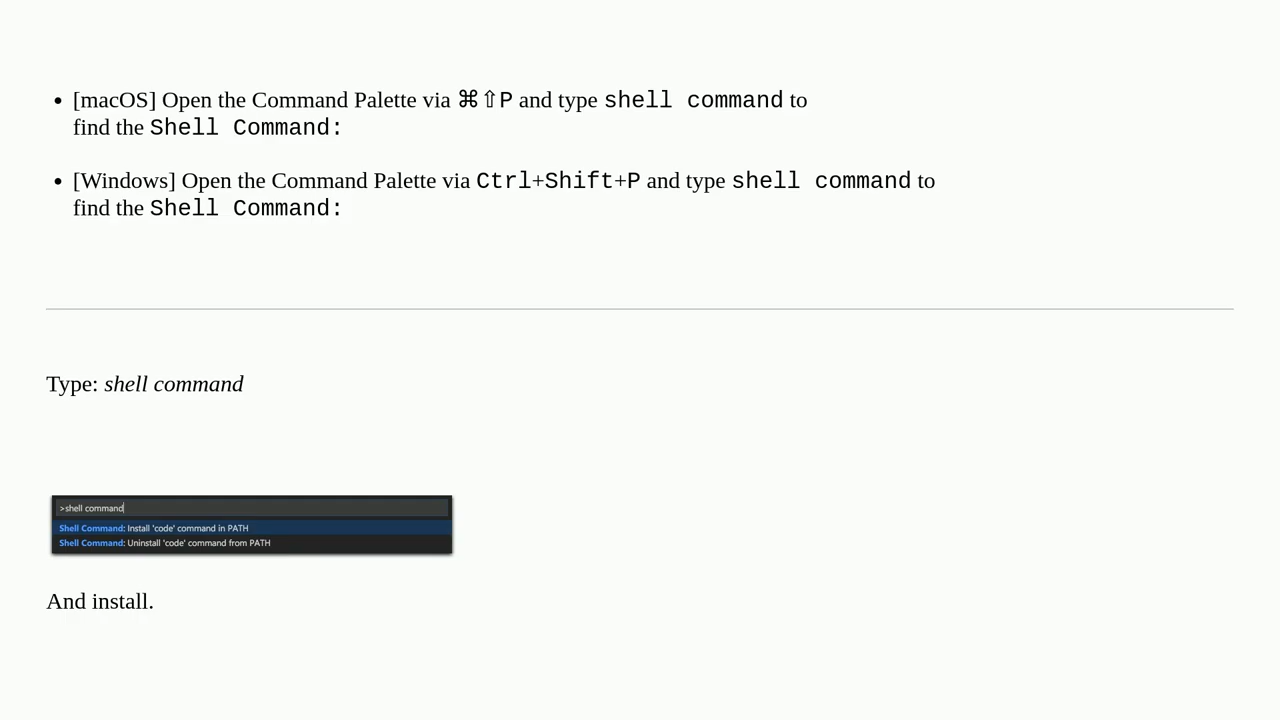 • [macOS] Open the Command Palette via ⌘⇧P and type shell command to
find the Shell Command:
• [Windows] Open the Command Palette via Ctrl+Shift+P and type shell command to
find the Shell Command:
Type: shell command
>shell command
Shell Command: Install 'code' command in PATH
Shell Command: Uninstall 'code' command from PATH
And install.